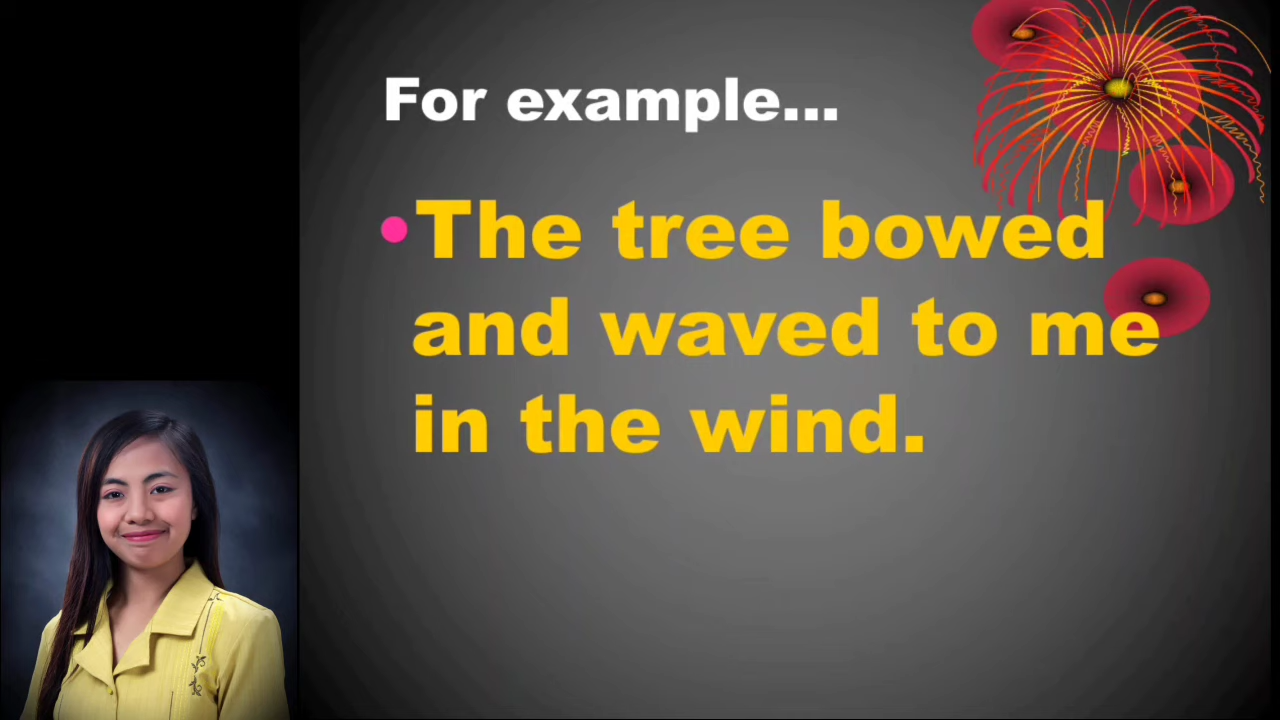 For example...
•The tree bowed
and waved to me
in the wind.